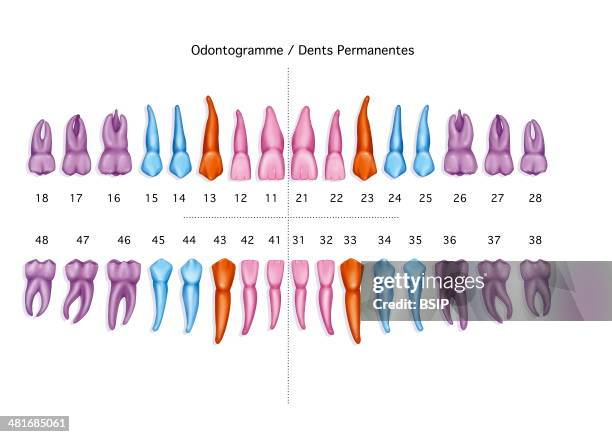 Odontogramme / Dents Permanentes
18 17 16 15 14 13 12 11 21 22 23 24 25 26 27 28
48 47 46 45 44 43 42 41 31 32 33 34 35 36 37 38
gettyimages®
Credit: BSIP
481685061